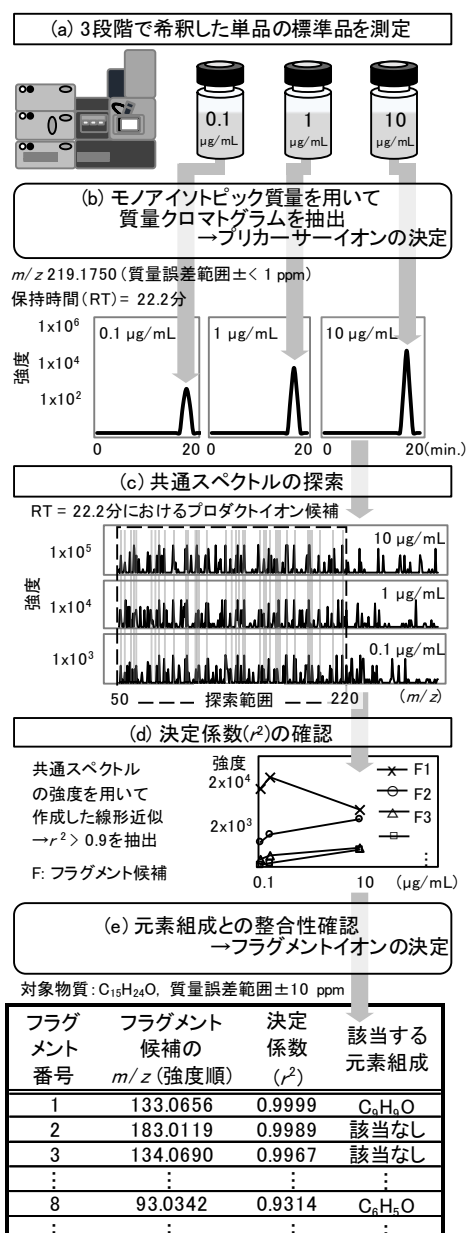 (a) 3段階で希釈した単品の標準品を測定
0.1 μg/mL
1 μg/mL
10 μg/mL
(b) モノアイソトピック質量を用いて
質量クロマトグラムを抽出
→プリカーサーイオンの決定
m/z 219.1750 (質量誤差範囲±< 1 ppm)
保持時間(RT) = 22.2分
強度
1x10⁶
1x10⁴
1x10²
0.1 μg/mL
1 μg/mL
10 μg/mL
0 20 0 20 0 20 (min.)
(c) 共通スペクトルの探索
RT = 22.2分におけるプロダクトイオン候補
強度
1x10⁵ 10 μg/mL
1x10⁴ 1 μg/mL
1x10³ 0.1 μg/mL
50 探索範囲 220 (m/z)
(d) 決定係数(r²)の確認
共通スペクトル
の強度を用いて
作成した線形近似
→r² > 0.9を抽出
F: フラグメント候補
強度
2x10⁴
2x10³
F1
F2
F3
⋮
0.1 10 (μg/mL)
(e) 元素組成との整合性確認
→フラグメントイオンの決定
対象物質: C₁₅H₂₄O, 質量誤差範囲±10 ppm
フラグメント番号 フラグメント候補の m/z (強度順) 決定係数 (r²) 該当する元素組成
1 133.0656 0.9999 C₉H₉O
2 183.0119 0.9989 該当なし
3 134.0690 0.9967 該当なし
⋮ ⋮ ⋮ ⋮
8 93.0342 0.9314 C₆H₅O
⋮ ⋮ ⋮ ⋮